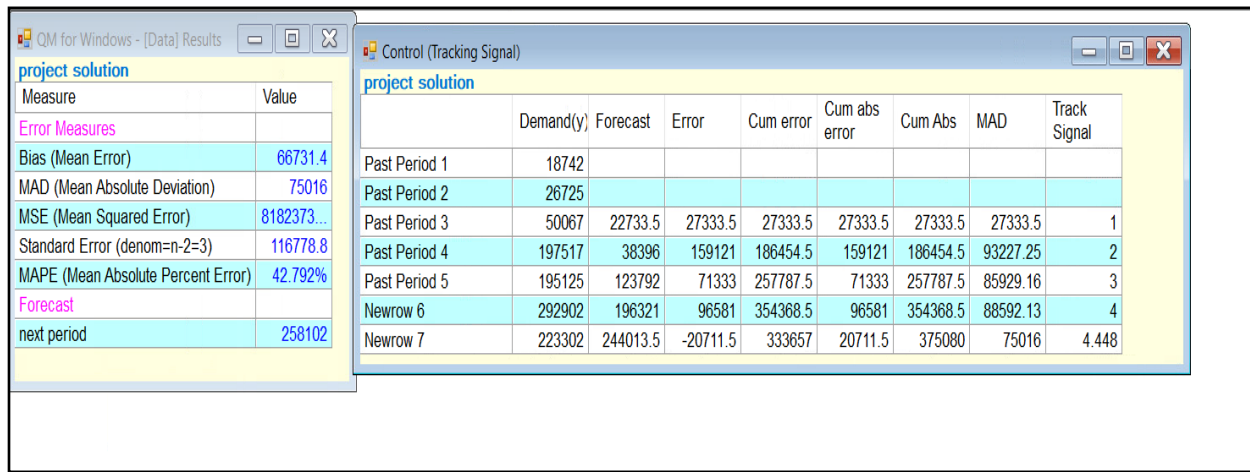 QM for Windows - [Data] Results
project solution
Measure Value
Error Measures
Bias (Mean Error) 66731.4
MAD (Mean Absolute Deviation) 75016
MSE (Mean Squared Error) 8182373...
Standard Error (denom=n-2=3) 116778.8
MAPE (Mean Absolute Percent Error) 42.792%
Forecast
next period 258102
Control (Tracking Signal)
project solution
Demand(y) Forecast Error Cum error Cum abs error Cum Abs MAD Track Signal
Past Period 1 18742
Past Period 2 26725
Past Period 3 50067 22733.5 27333.5 27333.5 27333.5 27333.5 27333.5 1
Past Period 4 197517 38396 159121 186454.5 159121 186454.5 93227.25 2
Past Period 5 195125 123792 71333 257787.5 71333 257787.5 85929.16 3
Newrow 6 292902 196321 96581 354368.5 96581 354368.5 88592.13 4
Newrow 7 223302 244013.5 -20711.5 333657 20711.5 375080 75016 4.448